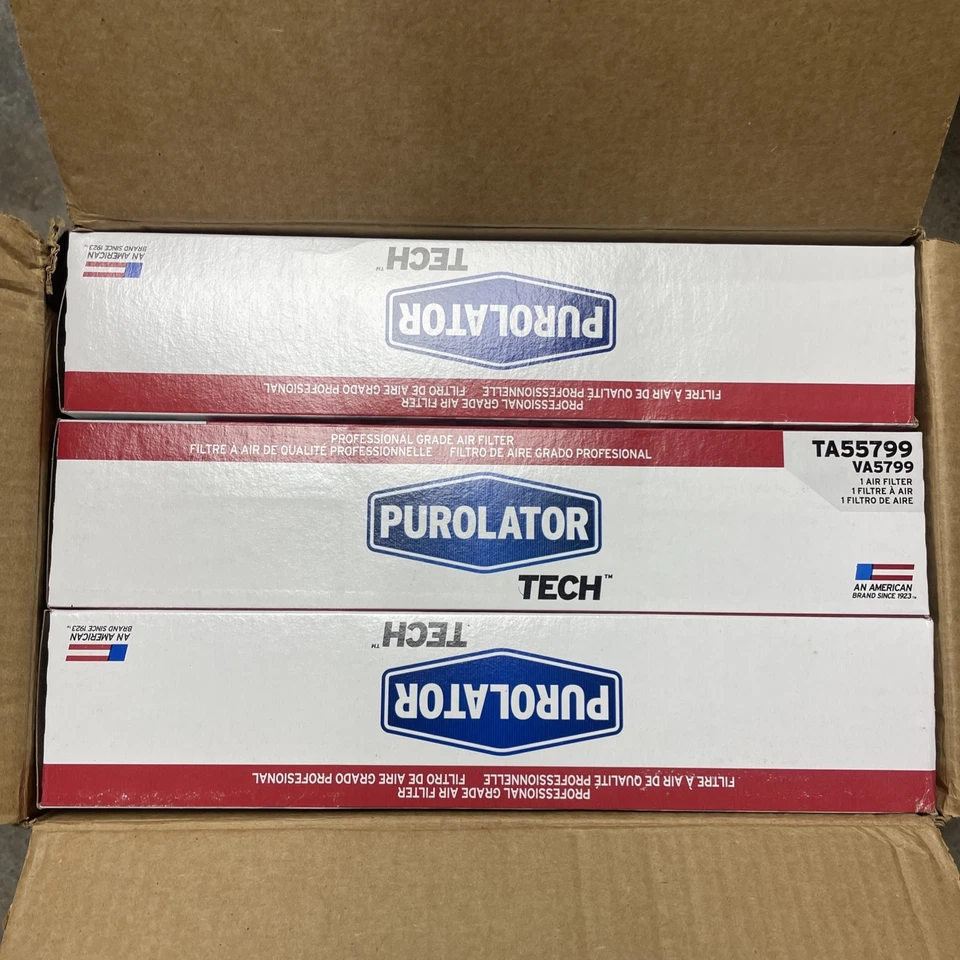 AN AMERICAN
BRAND SINCE 1923™
TECH™
PUROLATOR
PROFESSIONAL GRADE AIR FILTER
FILTRE À AIR DE QUALITÉ PROFESSIONNELLE FILTRO DE AIRE GRADO PROFESIONAL
PROFESSIONAL GRADE AIR FILTER
FILTRE À AIR DE QUALITÉ PROFESSIONNELLE FILTRO DE AIRE GRADO PROFESIONAL
TA55799
VA5799
1 AIR FILTER
1 FILTRE À AIR
1 FILTRO DE AIRE
PUROLATOR
TECH™
AN AMERICAN
BRAND SINCE 1923™
AN AMERICAN
BRAND SINCE 1923™
TECH™
PUROLATOR
PROFESSIONAL GRADE AIR FILTER
FILTRE À AIR DE QUALITÉ PROFESSIONNELLE FILTRO DE AIRE GRADO PROFESIONAL